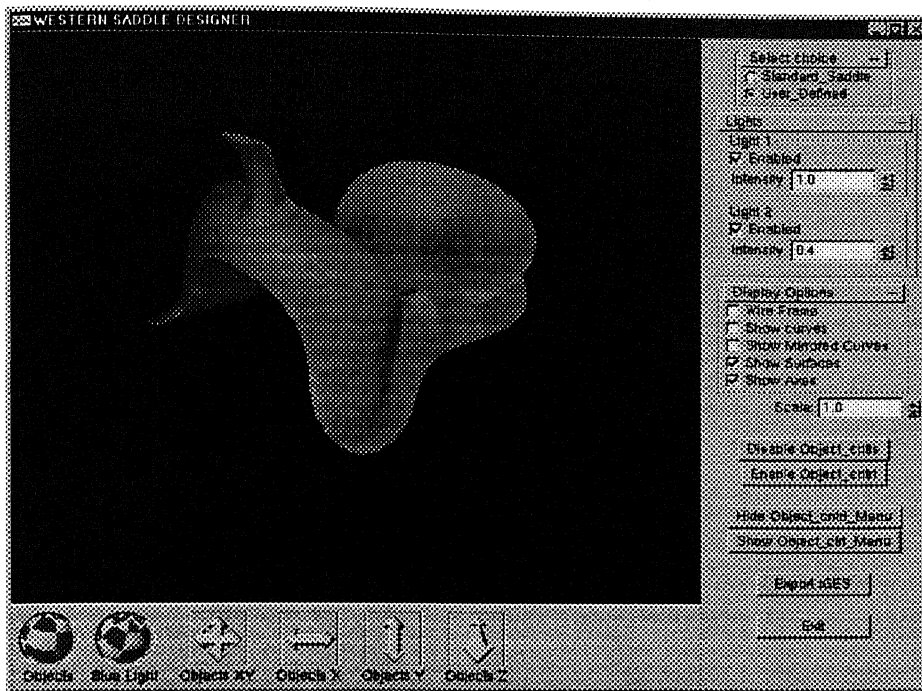 WESTERN SADDLE DESIGNER
Select choice
Standard_Saddle
User_Defined
Lights
Light 1
Enabled
Intensity 1.0
Light 2
Enabled
Intensity 0.4
Display Options
Wire Frame
Show curves
Show Mirrored Curves
Show Surfaces
Show Axes
Scale 1.0
Disable Object_cntls
Enable Object_cntrl
Hide Object_cntrl_Menu
Show Object_ctrl_Menu
Export IGES
Exit
Objects Blue Light Objects XY Objects X Objects Y Objects Z